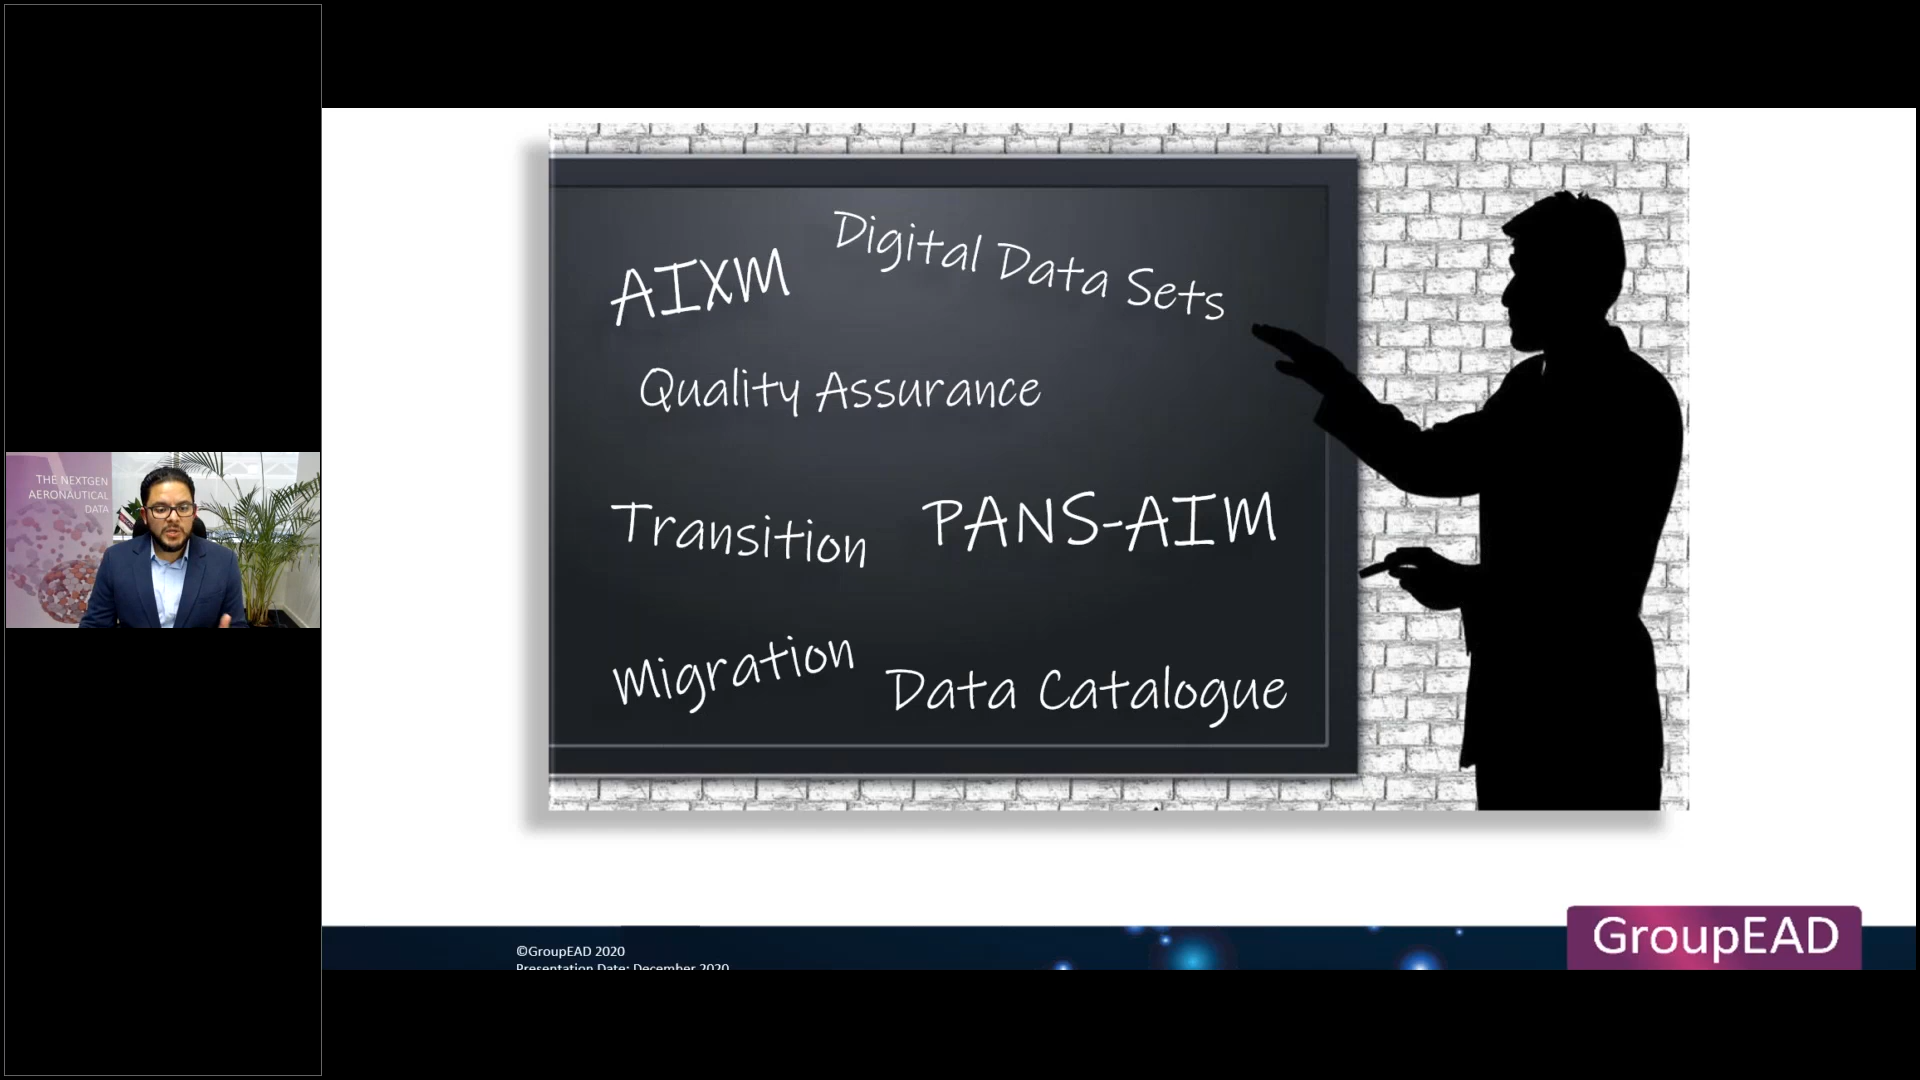 THE NEXTGEN
AERONAUTICAL
DATA
AIXM
Digital Data Sets
Quality Assurance
Transition
PANS-AIM
Migration
Data Catalogue
©GroupEAD 2020
Presentation Date: December 2020
GroupEAD